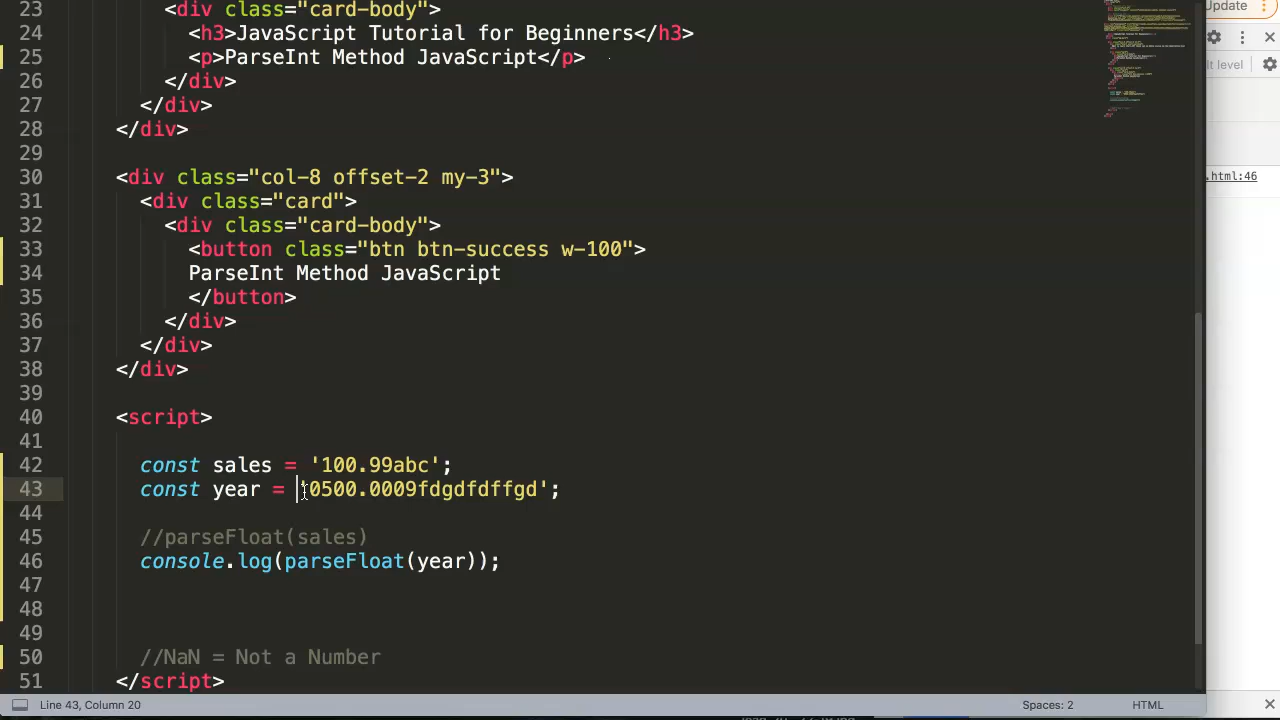 23 <div class="card-body">
24 <h3>JavaScript Tutorial for Beginners</h3>
25 <p>ParseInt Method JavaScript</p>
26 </div>
27 </div>
28 </div>
29
30 <div class="col-8 offset-2 my-3">
31 <div class="card">
32 <div class="card-body">
33 <button class="btn btn-success w-100">
34 ParseInt Method JavaScript
35 </button>
36 </div>
37 </div>
38 </div>
39
40 <script>
41
42 const sales = '100.99abc';
43 const year = '0500.0009fdgdfdffgd';
44
45 //parseFloat(sales)
46 console.log(parseFloat(year));
47
48
49
50 //NaN = Not a Number
51 </script>
Line 43, Column 20
Spaces: 2
HTML
Update
lt level
.html:46